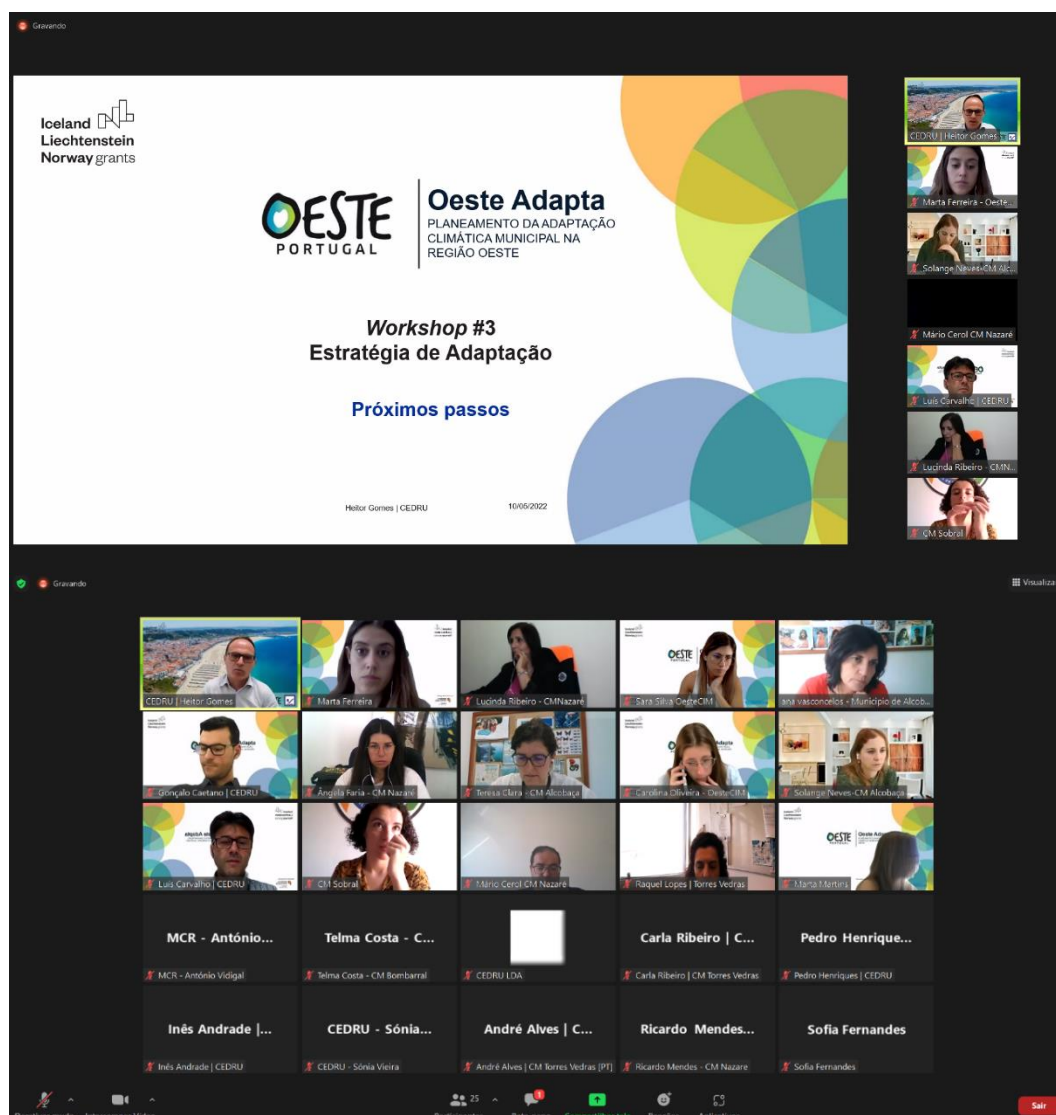 Gravando
Iceland
Liechtenstein
Norway grants
OESTE
PORTUGAL
Oeste Adapta
PLANEAMENTO DA ADAPTAÇÃO
CLIMÁTICA MUNICIPAL NA
REGIÃO OESTE
Workshop #3
Estratégia de Adaptação
Próximos passos
Heitor Gomes | CEDRU
10/05/2022
CEDRU | Heitor Gomes
Marta Ferreira - Oeste...
Solange Neves-CM Alc...
Mário Cerol CM Nazaré
Luís Carvalho | CEDRU
Lucinda Ribeiro - CMN...
CM Sobral
Gravando
Visualiza
CEDRU | Heitor Gomes
Marta Ferreira
Lucinda Ribeiro - CMNazaré
OESTE
Sara Silva OesteCIM
ana vasconcelos - Município de Alcob...
Gonçalo Caetano | CEDRU
Ângela Faria - CM Nazaré
Teresa Clara - CM Alcobaça
Carolina Oliveira - OesteCIM
Solange Neves-CM Alcobaça
Luís Carvalho | CEDRU
CM Sobral
Mário Cerol CM Nazaré
Raquel Lopes | Torres Vedras
OESTE
Marta Martins
MCR - António...
Telma Costa - C...
Carla Ribeiro | C...
Pedro Henrique...
MCR - António Vidigal
Telma Costa - CM Bombarral
CEDRU LDA
Carla Ribeiro | CM Torres Vedras
Pedro Henriques | CEDRU
Inês Andrade |...
CEDRU - Sónia...
André Alves | C...
Ricardo Mendes...
Sofia Fernandes
Inês Andrade | CEDRU
CEDRU - Sónia Vieira
André Alves | CM Torres Vedras [PT]
Ricardo Mendes - CM Nazare
Sofia Fernandes
25
1
Sair